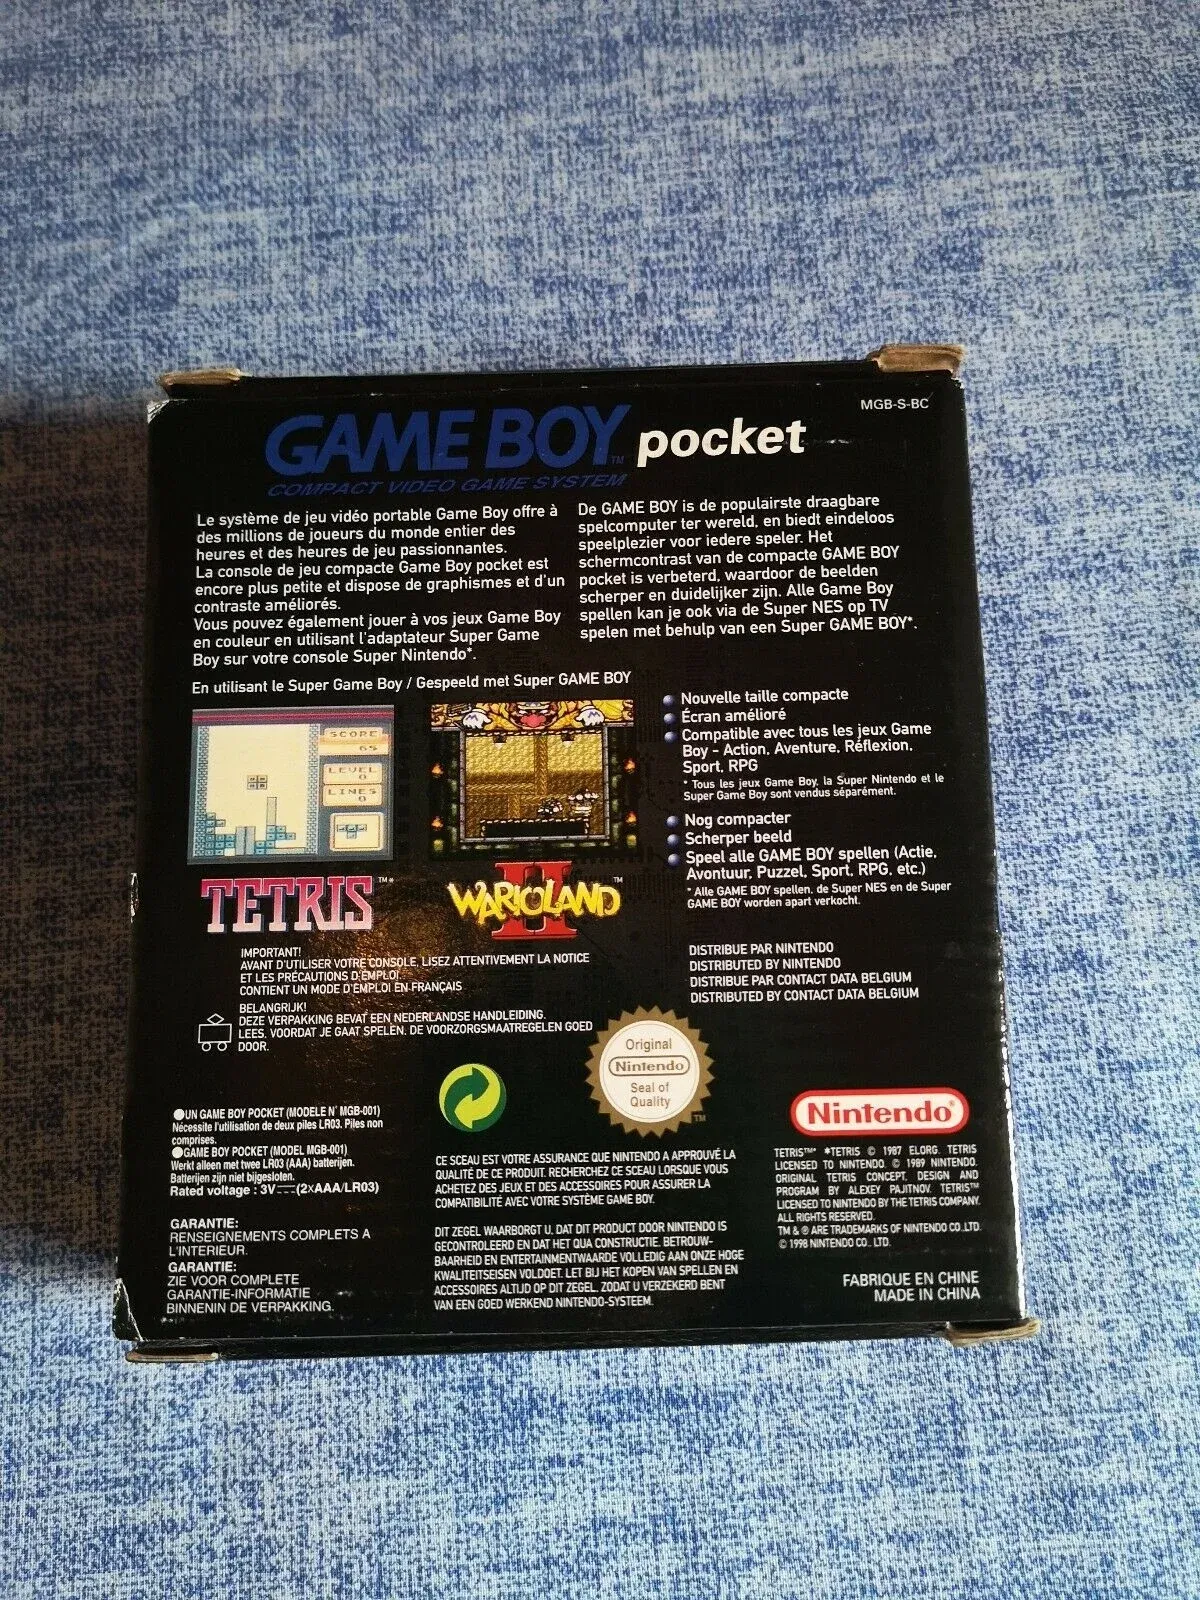 MGB-S-BC
GAME BOY™ pocket
COMPACT VIDEO GAME SYSTEM
Le système de jeu vidéo portable Game Boy offre à
des millions de joueurs du monde entier des
heures et des heures de jeu passionnantes.
La console de jeu compacte Game Boy pocket est
encore plus petite et dispose de graphismes et d'un
contraste améliorés.
Vous pouvez également jouer à vos jeux Game Boy
en couleur en utilisant l'adaptateur Super Game
Boy sur votre console Super Nintendo*.
De GAME BOY is de populairste draagbare
spelcomputer ter wereld, en biedt eindeloos
speelplezier voor iedere speler. Het
schermcontrast van de compacte GAME BOY
pocket is verbeterd, waardoor de beelden
scherper en duidelijker zijn. Alle Game Boy
spellen kan je ook via de Super NES op TV
spelen met behulp van een Super GAME BOY*.
En utilisant le Super Game Boy / Gespeeld met Super GAME BOY
SCORE
65
LEVEL
0
LINES
0
TETRIS™*
WARIOLAND™
II
Nouvelle taille compacte
Écran amélioré
Compatible avec tous les jeux Game
Boy - Action, Aventure, Réflexion,
Sport, RPG
* Tous les jeux Game Boy, la Super Nintendo et le
Super Game Boy sont vendus séparément.
Nog compacter
Scherper beeld
Speel alle GAME BOY spellen (Actie,
Avontuur, Puzzel, Sport, RPG, etc.)
* Alle GAME BOY spellen, de Super NES en de Super
GAME BOY worden apart verkocht.
IMPORTANT!
AVANT D'UTILISER VOTRE CONSOLE, LISEZ ATTENTIVEMENT LA NOTICE
ET LES PRÉCAUTIONS D'EMPLOI.
CONTIENT UN MODE D'EMPLOI EN FRANÇAIS
BELANGRIJK!
DEZE VERPAKKING BEVAT EEN NEDERLANDSE HANDLEIDING.
LEES, VOORDAT JE GAAT SPELEN, DE VOORZORGSMAATREGELEN GOED
DOOR.
DISTRIBUE PAR NINTENDO
DISTRIBUTED BY NINTENDO
DISTRIBUE PAR CONTACT DATA BELGIUM
DISTRIBUTED BY CONTACT DATA BELGIUM
●UN GAME BOY POCKET (MODELE N° MGB-001)
Nécessite l'utilisation de deux piles LR03. Piles non
comprises.
●GAME BOY POCKET (MODEL MGB-001)
Werkt alleen met twee LR03 (AAA) batterijen.
Batterijen zijn niet bijgesloten.
Rated voltage : 3V⎓(2xAAA/LR03)
GARANTIE:
RENSEIGNEMENTS COMPLETS A
L'INTERIEUR.
GARANTIE:
ZIE VOOR COMPLETE
GARANTIE-INFORMATIE
BINNENIN DE VERPAKKING.
Original
Nintendo
Seal of
Quality
TM
CE SCEAU EST VOTRE ASSURANCE QUE NINTENDO A APPROUVÉ LA
QUALITÉ DE CE PRODUIT. RECHERCHEZ CE SCEAU LORSQUE VOUS
ACHETEZ DES JEUX ET DES ACCESSOIRES POUR ASSURER LA
COMPATIBILITÉ AVEC VOTRE SYSTÈME GAME BOY.
DIT ZEGEL WAARBORGT U, DAT DIT PRODUCT DOOR NINTENDO IS
GECONTROLEERD EN DAT HET QUA CONSTRUCTIE, BETROUW-
BAARHEID EN ENTERTAINMENTWAARDE VOLLEDIG AAN ONZE HOGE
KWALITEITSEISEN VOLDOET. LET BIJ HET KOPEN VAN SPELLEN EN
ACCESSOIRES ALTIJD OP DIT ZEGEL, ZODAT U VERZEKERD BENT
VAN EEN GOED WERKEND NINTENDO-SYSTEEM.
Nintendo®
TETRIS™* *TETRIS © 1987 ELORG. TETRIS
LICENSED TO NINTENDO. © 1989 NINTENDO.
ORIGINAL TETRIS CONCEPT, DESIGN AND
PROGRAM BY ALEXEY PAJITNOV. TETRIS™
LICENSED TO NINTENDO BY THE TETRIS COMPANY.
ALL RIGHTS RESERVED.
TM & ® ARE TRADEMARKS OF NINTENDO CO. LTD.
© 1998 NINTENDO CO. LTD.
FABRIQUE EN CHINE
MADE IN CHINA